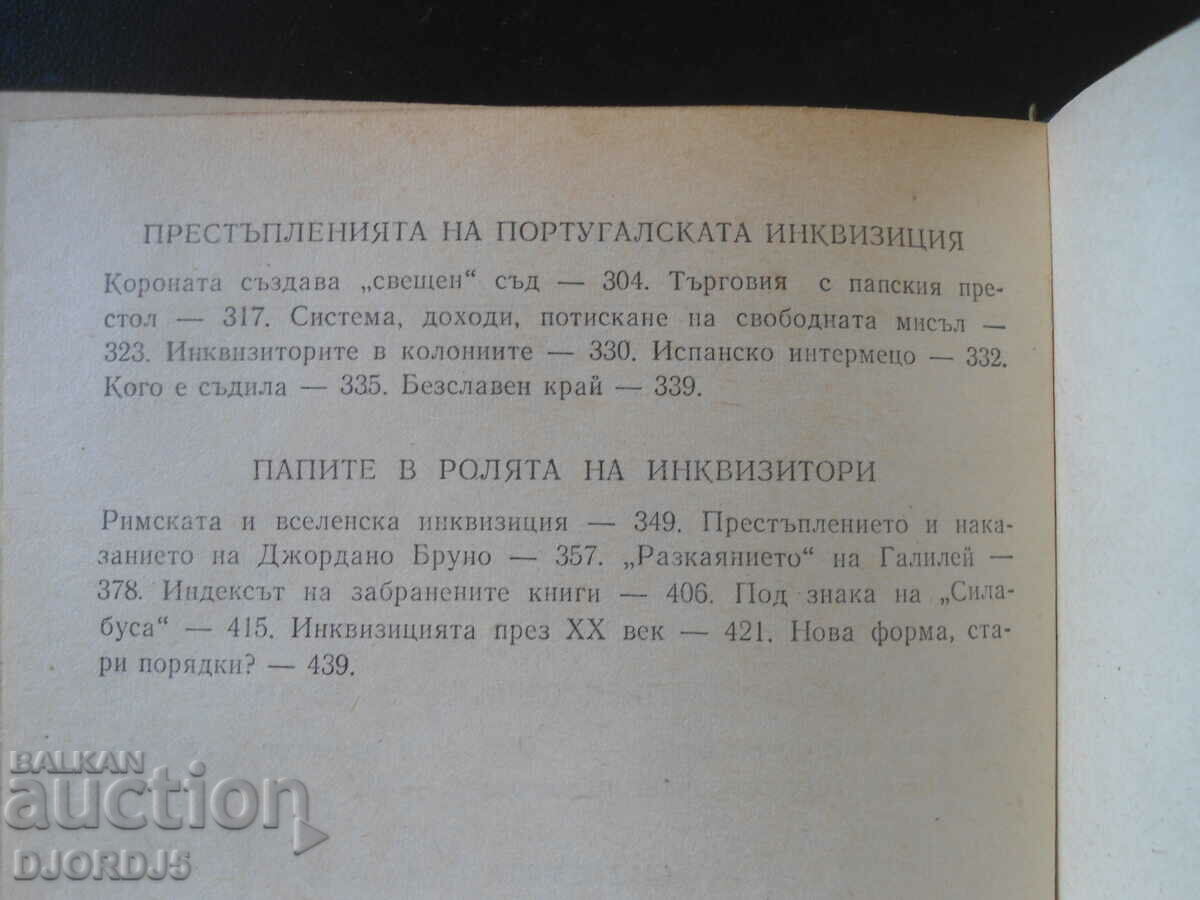 ПРЕСТЪПЛЕНИЯТА НА ПОРТУГАЛСКАТА ИНКВИЗИЦИЯ
Короната създава „свещен“ съд — 304. Търговия с папския пре-
стол — 317. Система, доходи, потискане на свободната мисъл —
323. Инквизиторите в колониите — 330. Испанско интермецо — 332.
Кого е съдила — 335. Безславен край — 339.
ПАПИТЕ В РОЛЯТА НА ИНКВИЗИТОРИ
Римската и вселенска инквизиция — 349. Престъплението и нака-
занието на Джордано Бруно — 357. „Разкаянието“ на Галилей —
378. Индексът на забранените книги — 406. Под знака на „Сила-
буса“ — 415. Инквизицията през XX век — 421. Нова форма, ста-
ри порядки? — 439.
BALKAN
auction
DJORDJ5